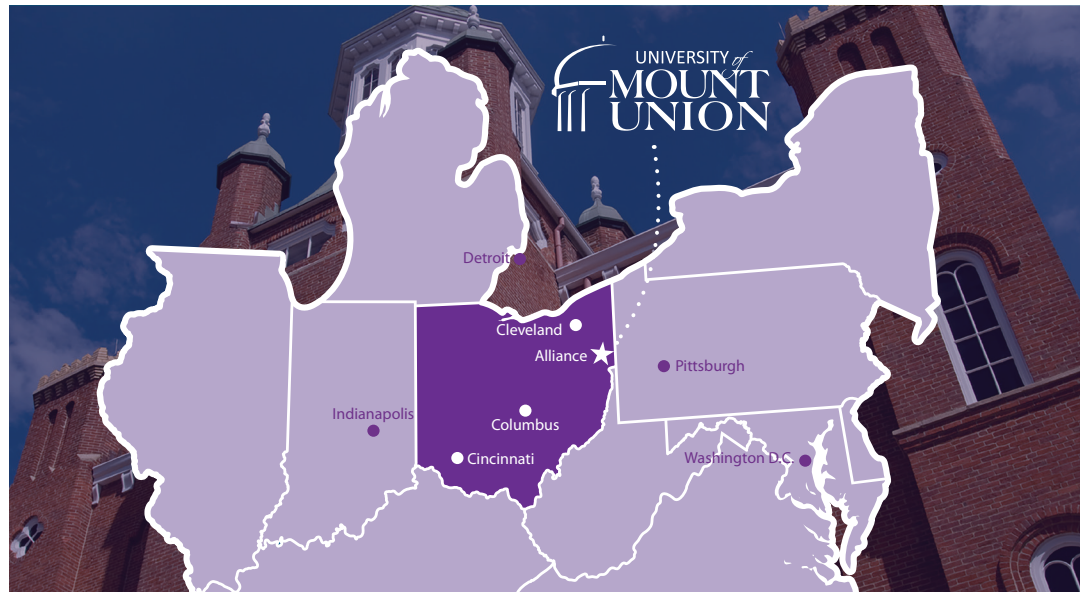 UNIVERSITY of
MOUNT
UNION
Detroit
Cleveland
Alliance
Pittsburgh
Indianapolis
Columbus
Cincinnati
Washington D.C.